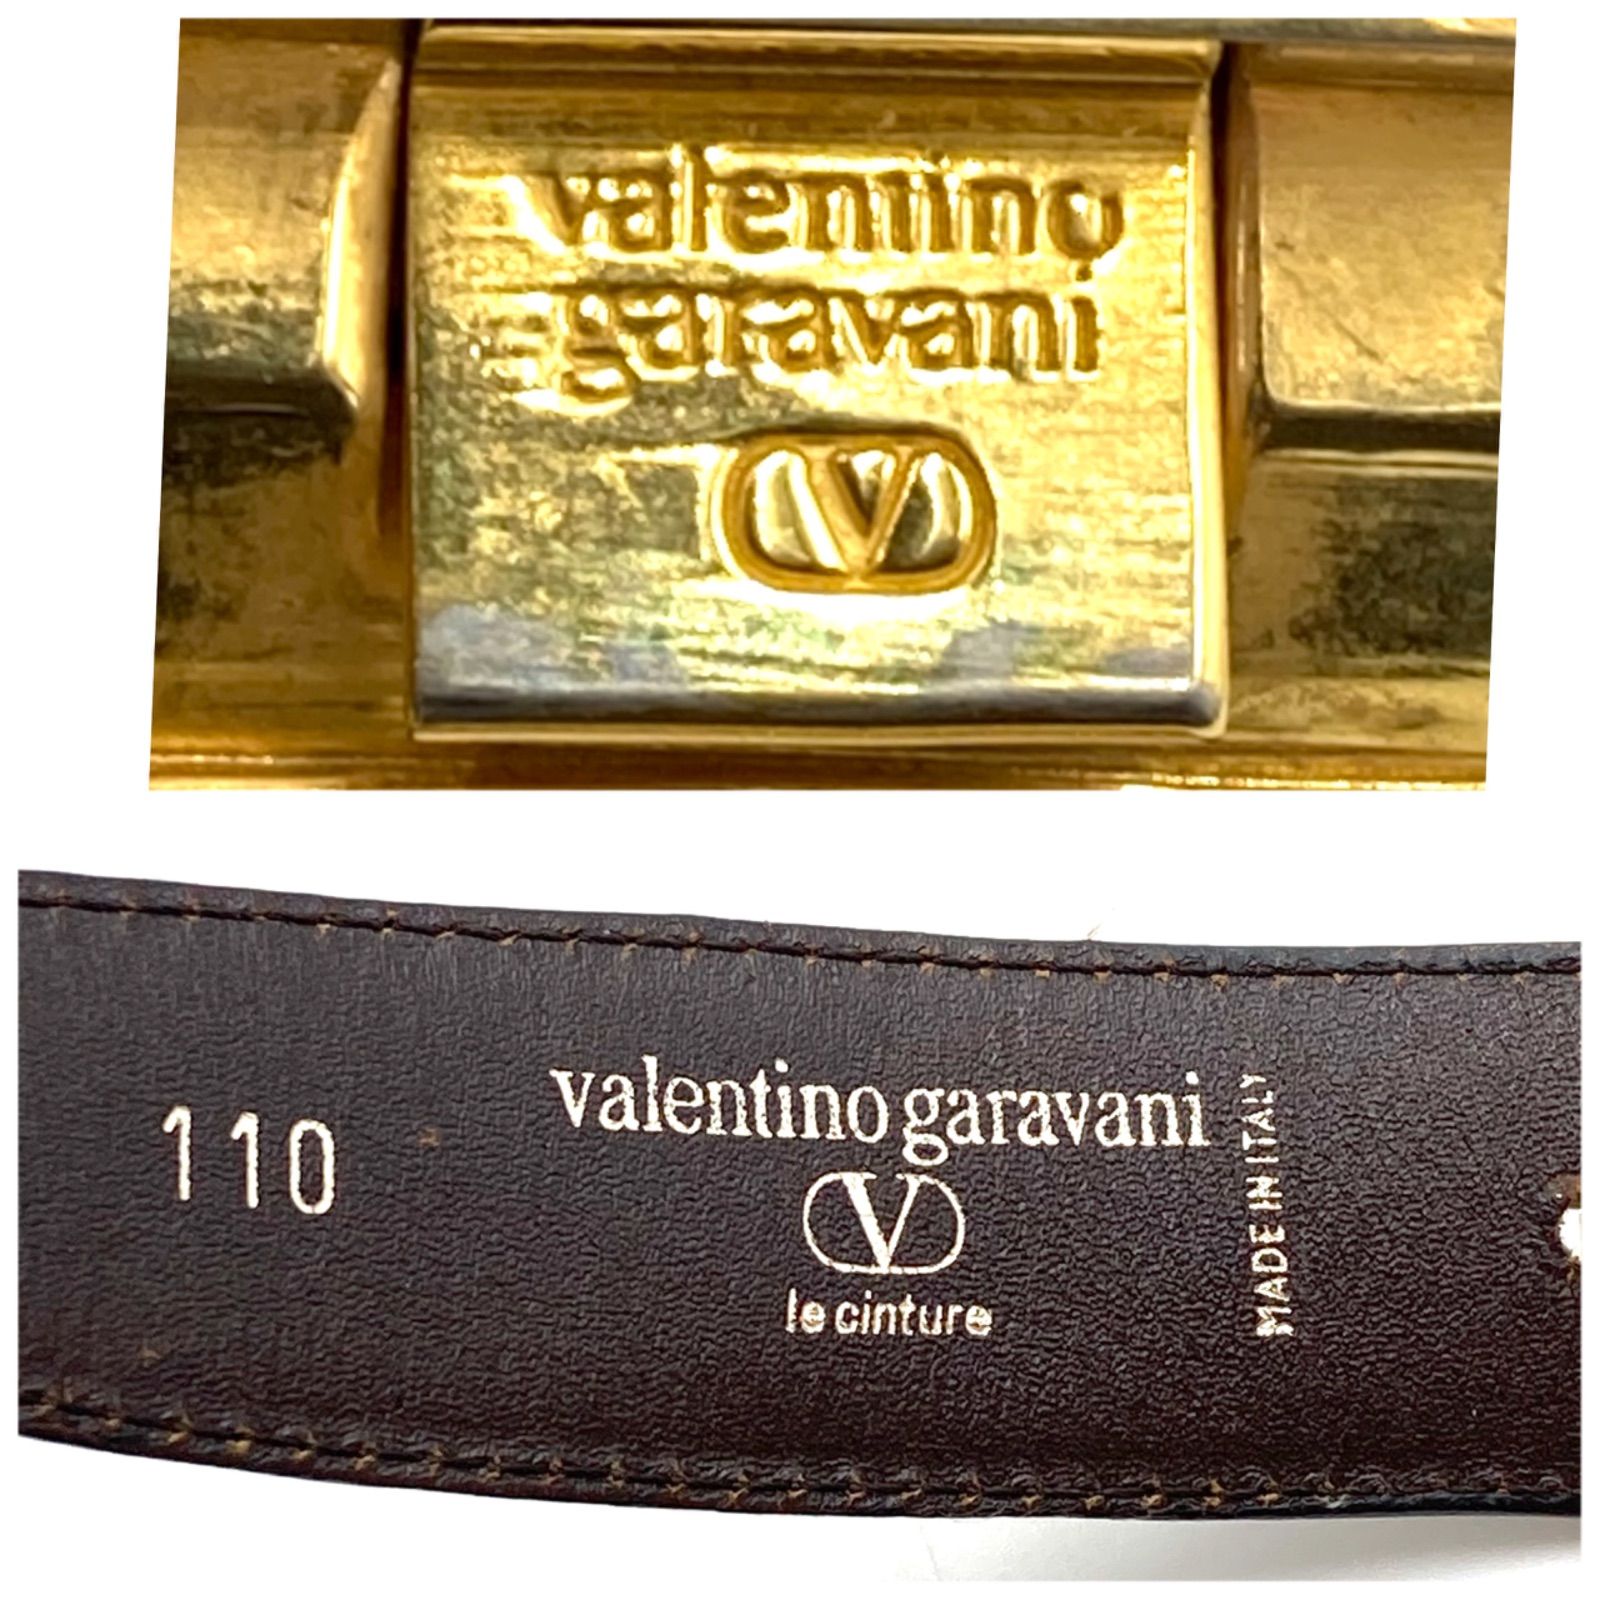 valentino
garavani
V
110
valentino garavani
V
le cinture
MADE IN ITALY